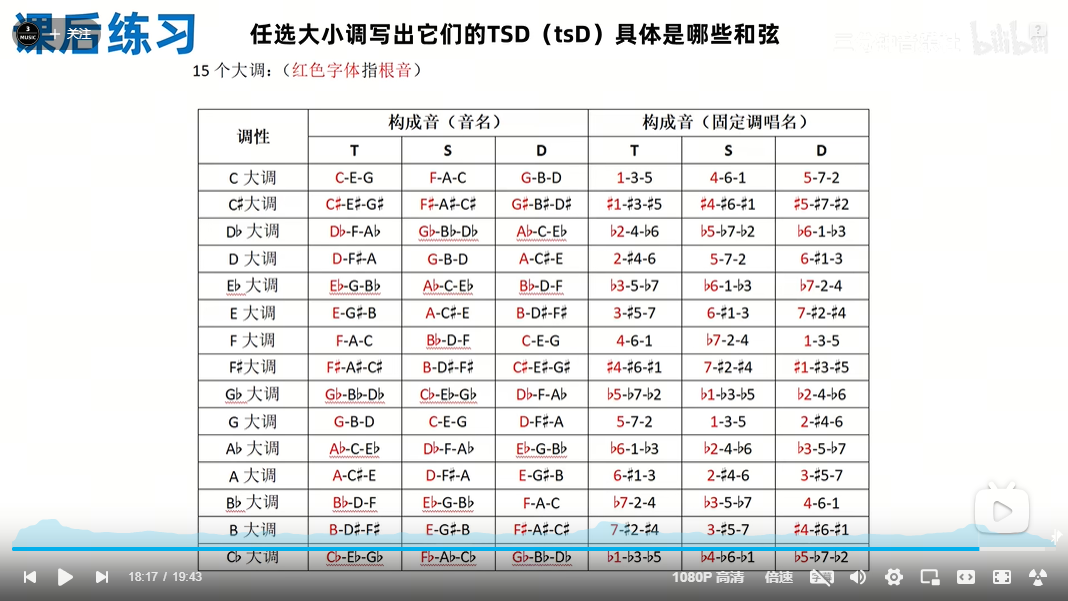 课后练习
+ 关注
任选大小调写出它们的TSD（tsD）具体是哪些和弦
bilibili
15 个大调：（红色字体指根音）
调性 构成音（音名） 构成音（固定调唱名）
T S D T S D
C 大调 C-E-G F-A-C G-B-D 1-3-5 4-6-1 5-7-2
C♯大调 C♯-E♯-G♯ F♯-A♯-C♯ G♯-B♯-D♯ ♯1-♯3-♯5 ♯4-♯6-♯1 ♯5-♯7-♯2
D♭ 大调 D♭-F-A♭ G♭-B♭-D♭ A♭-C-E♭ ♭2-4-♭6 ♭5-♭7-♭2 ♭6-1-♭3
D 大调 D-F♯-A G-B-D A-C♯-E 2-♯4-6 5-7-2 6-♯1-3
E♭ 大调 E♭-G-B♭ A♭-C-E♭ B♭-D-F ♭3-5-♭7 ♭6-1-♭3 ♭7-2-4
E 大调 E-G♯-B A-C♯-E B-D♯-F♯ 3-♯5-7 6-♯1-3 7-♯2-♯4
F 大调 F-A-C B♭-D-F C-E-G 4-6-1 ♭7-2-4 1-3-5
F♯大调 F♯-A♯-C♯ B-D♯-F♯ C♯-E♯-G♯ ♯4-♯6-♯1 7-♯2-♯4 ♯1-♯3-♯5
G♭ 大调 G♭-B♭-D♭ C♭-E♭-G♭ D♭-F-A♭ ♭5-♭7-♭2 ♭1-♭3-♭5 ♭2-4-♭6
G 大调 G-B-D C-E-G D-F♯-A 5-7-2 1-3-5 2-♯4-6
A♭ 大调 A♭-C-E♭ D♭-F-A♭ E♭-G-B♭ ♭6-1-♭3 ♭2-4-♭6 ♭3-5-♭7
A 大调 A-C♯-E D-F♯-A E-G♯-B 6-♯1-3 2-♯4-6 3-♯5-7
B♭ 大调 B♭-D-F E♭-G-B♭ F-A-C ♭7-2-4 ♭3-5-♭7 4-6-1
B 大调 B-D♯-F♯ E-G♯-B F♯-A♯-C♯ 7-♯2-♯4 3-♯5-7 ♯4-♯6-♯1
C♭ 大调 C♭-E♭-G♭ F♭-A♭-C♭ G♭-B♭-D♭ ♭1-♭3-♭5 ♭4-♭6-♭1 ♭5-♭7-♭2
18:17 / 19:43 1080P 高清 倍速